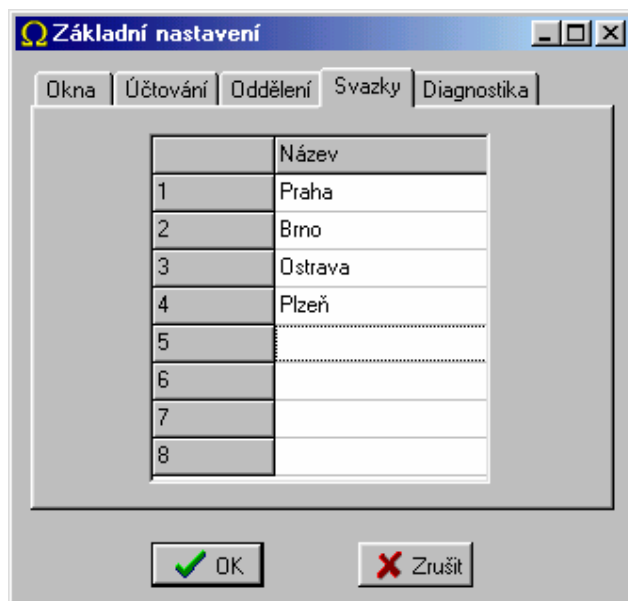 Ω Základní nastavení
Okna Účtování Oddělení Svazky Diagnostika
Název
1 Praha
2 Brno
3 Ostrava
4 Plzeň
5
6
7
8
OK Zrušit